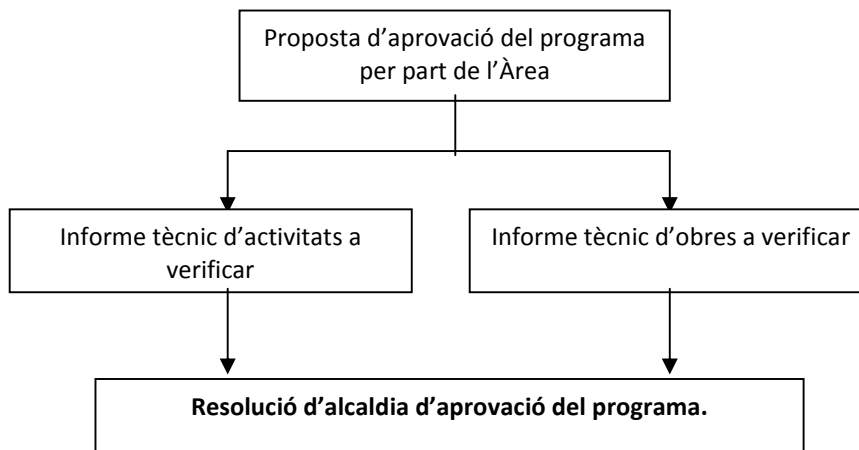 Proposta d’aprovació del programa
per part de l’Àrea
Informe tècnic d’activitats a
verificar
Informe tècnic d’obres a verificar
Resolució d’alcaldia d’aprovació del programa.